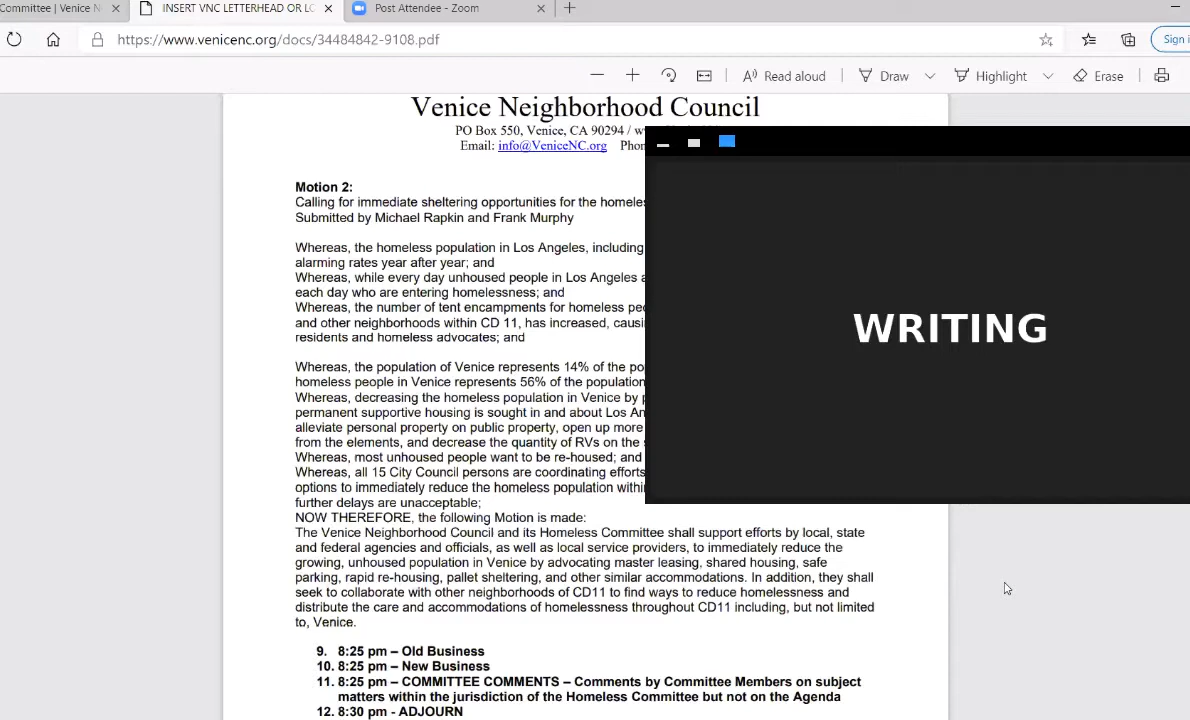 Committee | Venice N
INSERT VNC LETTERHEAD OR LO
Post Attendee - Zoom
https://www.venicenc.org/docs/34484842-9108.pdf
Sign i
Read aloud
Draw
Highlight
Erase
Venice Neighborhood Council
PO Box 550, Venice, CA 90294 / w
Email: info@VeniceNC.org Phon
Motion 2:
Calling for immediate sheltering opportunities for the homeles
Submitted by Michael Rapkin and Frank Murphy
Whereas, the homeless population in Los Angeles, including
alarming rates year after year; and
Whereas, while every day unhoused people in Los Angeles a
each day who are entering homelessness; and
Whereas, the number of tent encampments for homeless peo
and other neighborhoods within CD 11, has increased, causin
residents and homeless advocates; and
Whereas, the population of Venice represents 14% of the po
homeless people in Venice represents 56% of the population
Whereas, decreasing the homeless population in Venice by p
permanent supportive housing is sought in and about Los An
alleviate personal property on public property, open up more
from the elements, and decrease the quantity of RVs on the s
Whereas, most unhoused people want to be re-housed; and
Whereas, all 15 City Council persons are coordinating efforts
options to immediately reduce the homeless population within
further delays are unacceptable;
NOW THEREFORE, the following Motion is made:
The Venice Neighborhood Council and its Homeless Committee shall support efforts by local, state
and federal agencies and officials, as well as local service providers, to immediately reduce the
growing, unhoused population in Venice by advocating master leasing, shared housing, safe
parking, rapid re-housing, pallet sheltering, and other similar accommodations. In addition, they shall
seek to collaborate with other neighborhoods of CD11 to find ways to reduce homelessness and
distribute the care and accommodations of homelessness throughout CD11 including, but not limited
to, Venice.
9. 8:25 pm – Old Business
10. 8:25 pm – New Business
11. 8:25 pm – COMMITTEE COMMENTS – Comments by Committee Members on subject
matters within the jurisdiction of the Homeless Committee but not on the Agenda
12. 8:30 pm - ADJOURN
WRITING